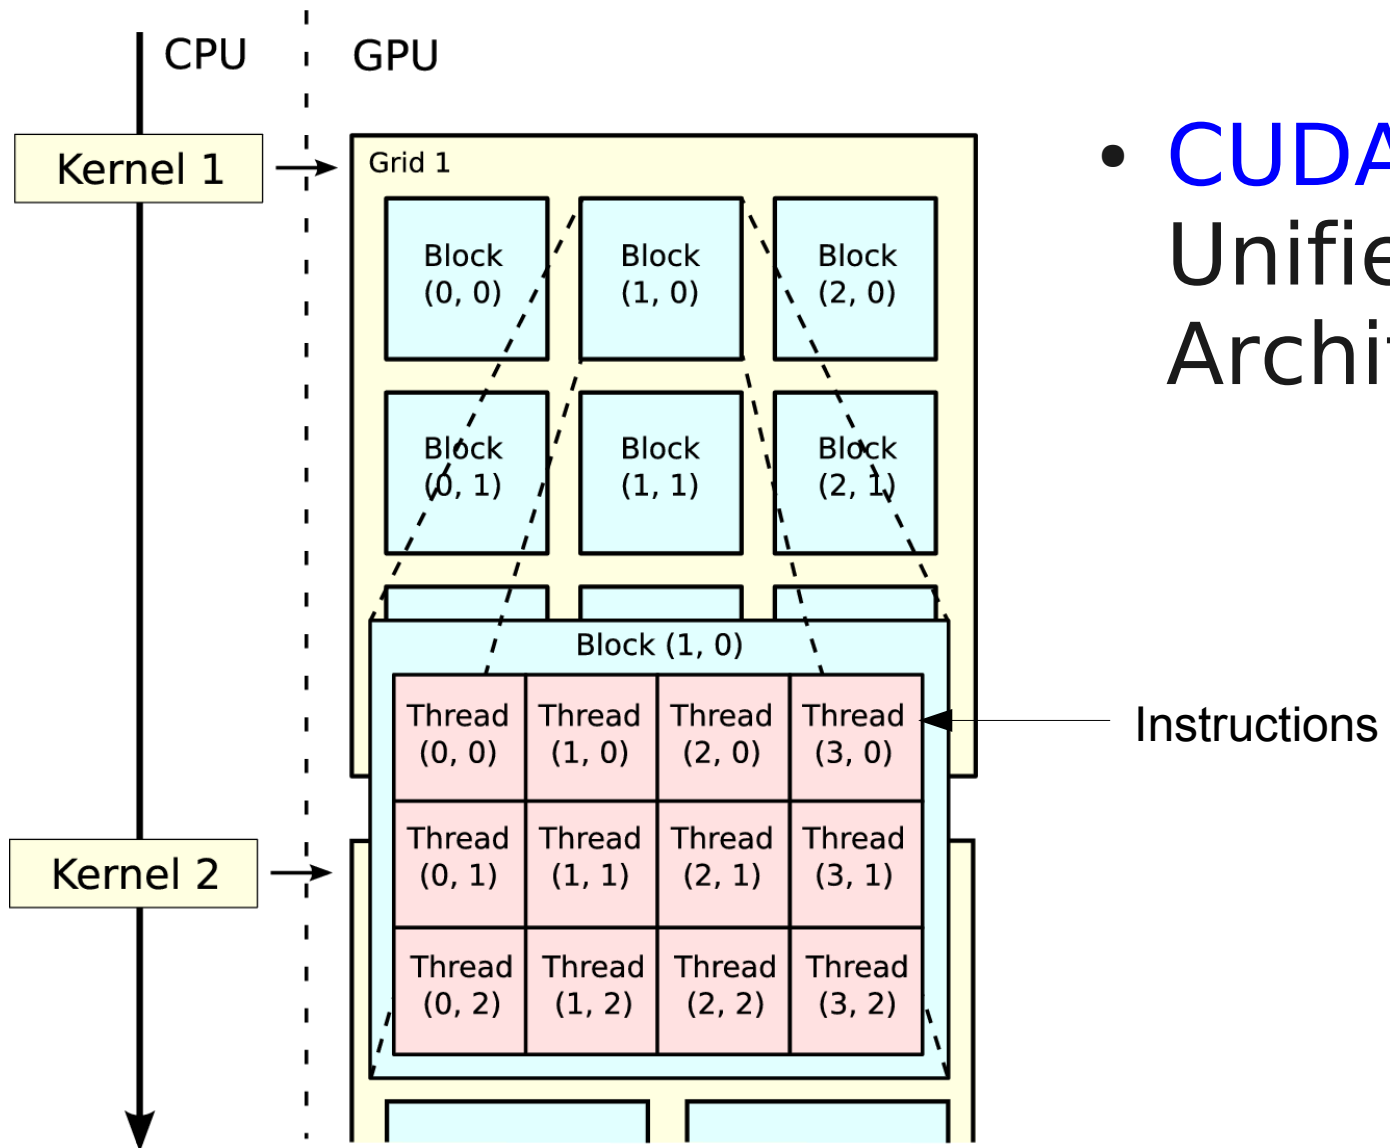 CPU
GPU
Kernel 1
Grid 1
Block
(0, 0)
Block
(1, 0)
Block
(2, 0)
Block
(0, 1)
Block
(1, 1)
Block
(2, 1)
Block (1, 0)
Thread
(0, 0)
Thread
(1, 0)
Thread
(2, 0)
Thread
(3, 0)
Thread
(0, 1)
Thread
(1, 1)
Thread
(2, 1)
Thread
(3, 1)
Thread
(0, 2)
Thread
(1, 2)
Thread
(2, 2)
Thread
(3, 2)
Kernel 2
Instructions
• CUDA